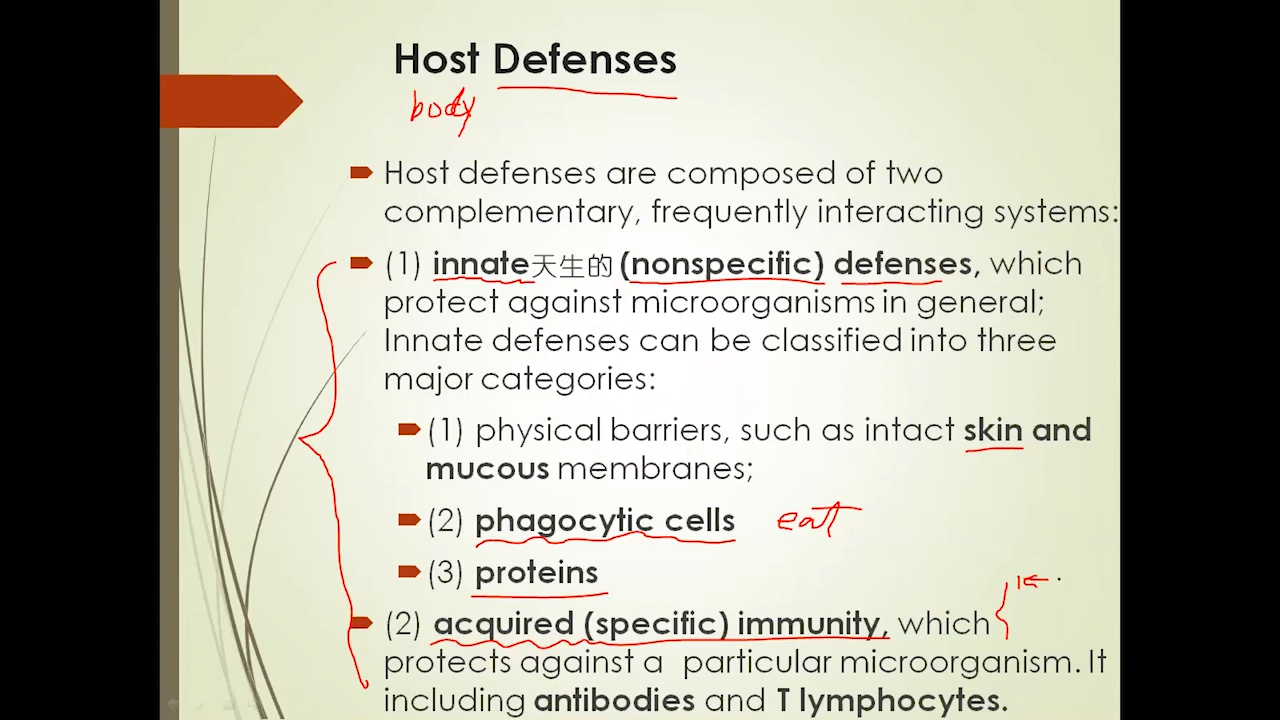 Host Defenses
body
Host defenses are composed of two
complementary, frequently interacting systems:
(1) innate天生的 (nonspecific) defenses, which
protect against microorganisms in general;
Innate defenses can be classified into three
major categories:
(1) physical barriers, such as intact skin and
mucous membranes;
(2) phagocytic cells eat
(3) proteins
(2) acquired (specific) immunity, which
protects against a particular microorganism. It
including antibodies and T lymphocytes.